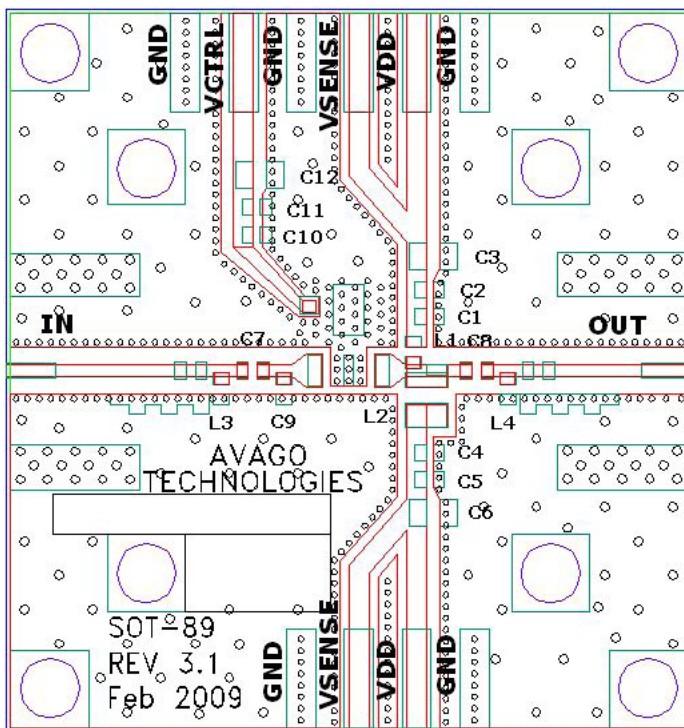 GND
VCTRL
GND
VSENSE
VDD
GND
C12
C11
C10
C3
C2
C1
IN
OUT
C7
L1
C8
L3
C9
L2
L4
C4
C5
C6
AVAGO
TECHNOLOGIES
SOT-89
REV 3.1
Feb 2009
GND
VSENSE
VDD
GND